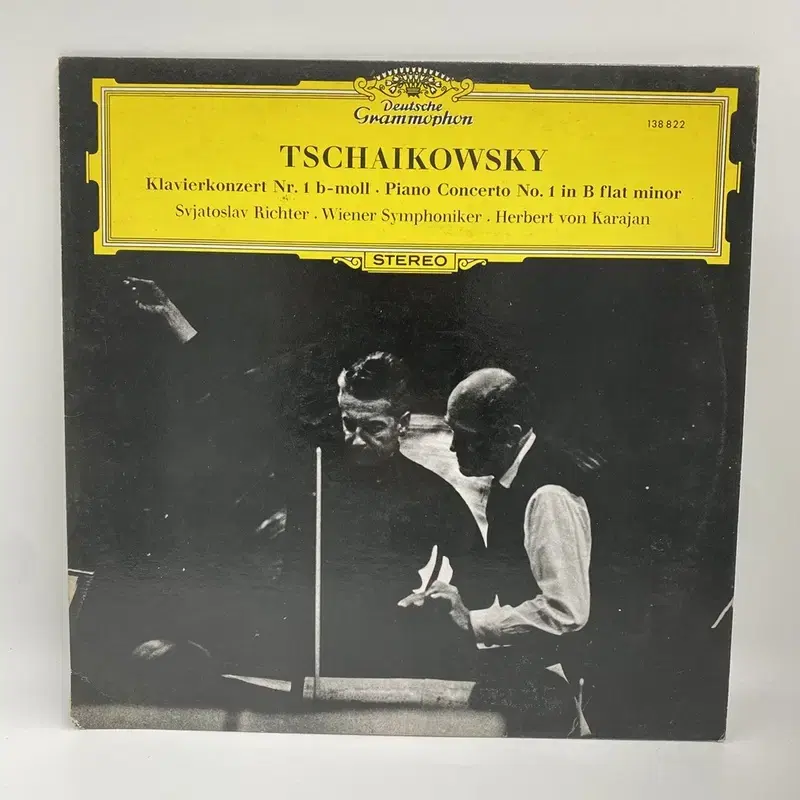 Deutsche
Grammophon
138 822
TSCHAIKOWSKY
Klavierkonzert Nr. 1 b-moll · Piano Concerto No. 1 in B flat minor
Svjatoslav Richter · Wiener Symphoniker · Herbert von Karajan
STEREO